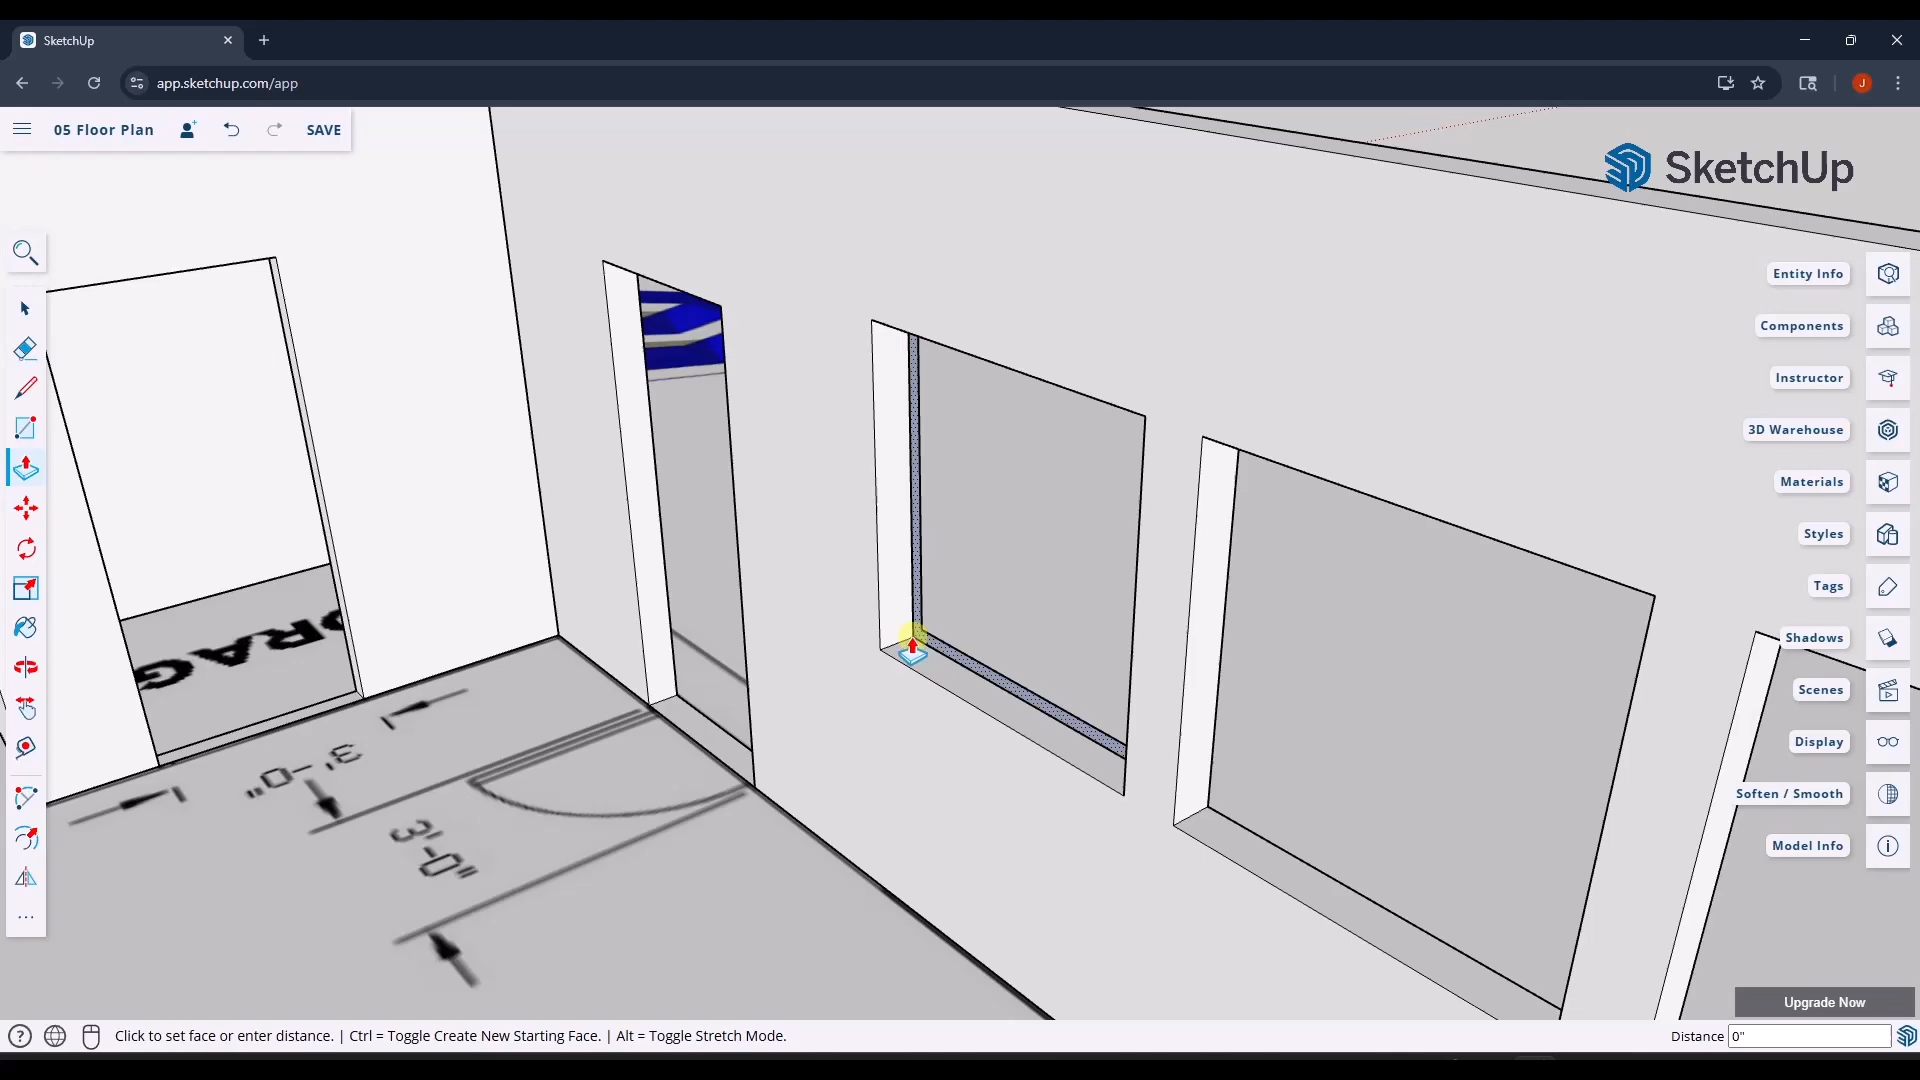 SketchUp
app.sketchup.com/app
J
05 Floor Plan
SAVE
SketchUp
Entity Info
Components
Instructor
3D Warehouse
Materials
Styles
Tags
Shadows
Scenes
Display
Soften / Smooth
Model Info
3'-0"
3'-0"
Upgrade Now
Click to set face or enter distance. | Ctrl = Toggle Create New Starting Face. | Alt = Toggle Stretch Mode.
Distance 0"